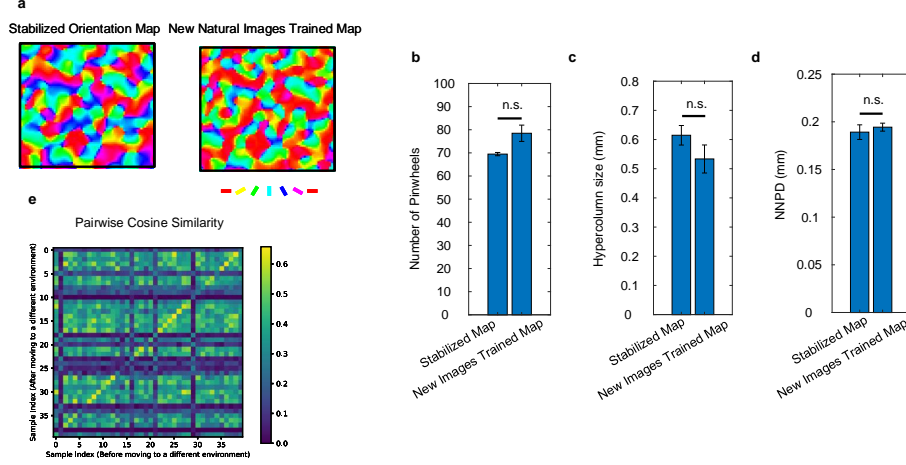 a
Stabilized Orientation Map
New Natural Images Trained Map
b
Number of Pinwheels
100
90
80
70
60
50
40
30
20
10
0
n.s.
Stabilized Map
New Images Trained Map
c
Hypercolumn size (mm)
0.8
0.7
0.6
0.5
0.4
0.3
0.2
0.1
0
n.s.
Stabilized Map
New Images Trained Map
d
NNPD (mm)
0.25
0.2
0.15
0.1
0.05
0
n.s.
Stabilized Map
New Images Trained Map
e
Pairwise Cosine Similarity
Sample Index (After moving to a different environment)
0
5
10
15
20
25
30
35
0 5 10 15 20 25 30 35
Sample Index (Before moving to a different environment)
0.6
0.5
0.4
0.3
0.2
0.1
0.0